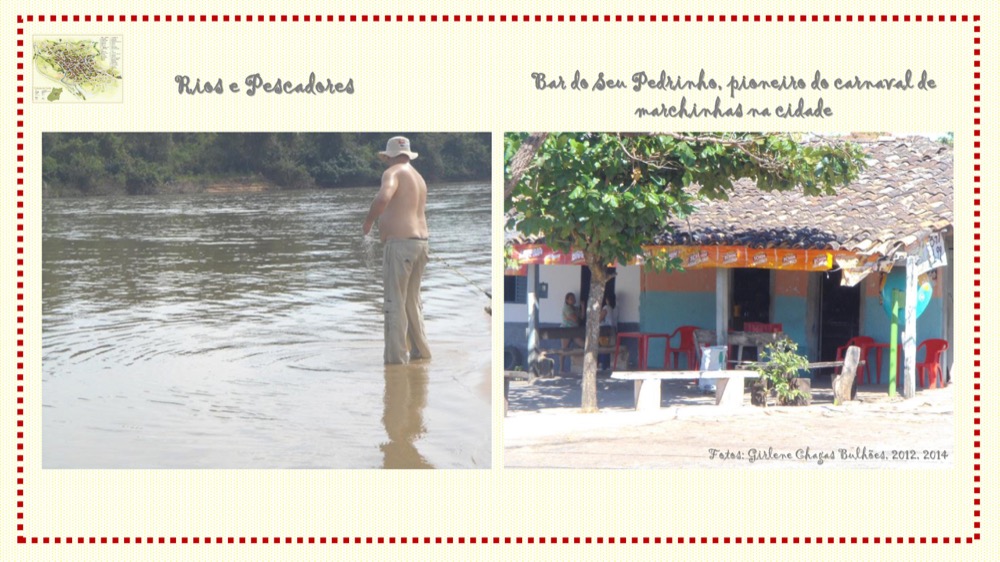 Rios e Pescadores
Bar do Seu Pedrinho, pioneiro do carnaval de
marchinhas na cidade
Fotos: Girlene Chagas Bulhões, 2012, 2014